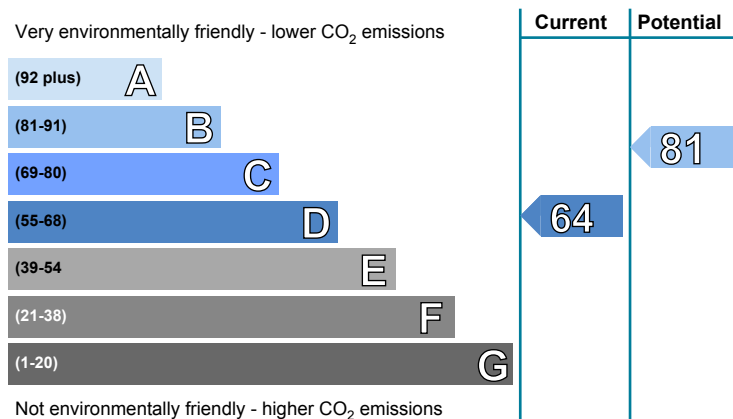 Very environmentally friendly - lower CO2 emissions
Current
Potential
(92 plus) A
(81-91) B
(69-80) C
(55-68) D
(39-54 E
(21-38) F
(1-20) G
64
81
Not environmentally friendly - higher CO2 emissions